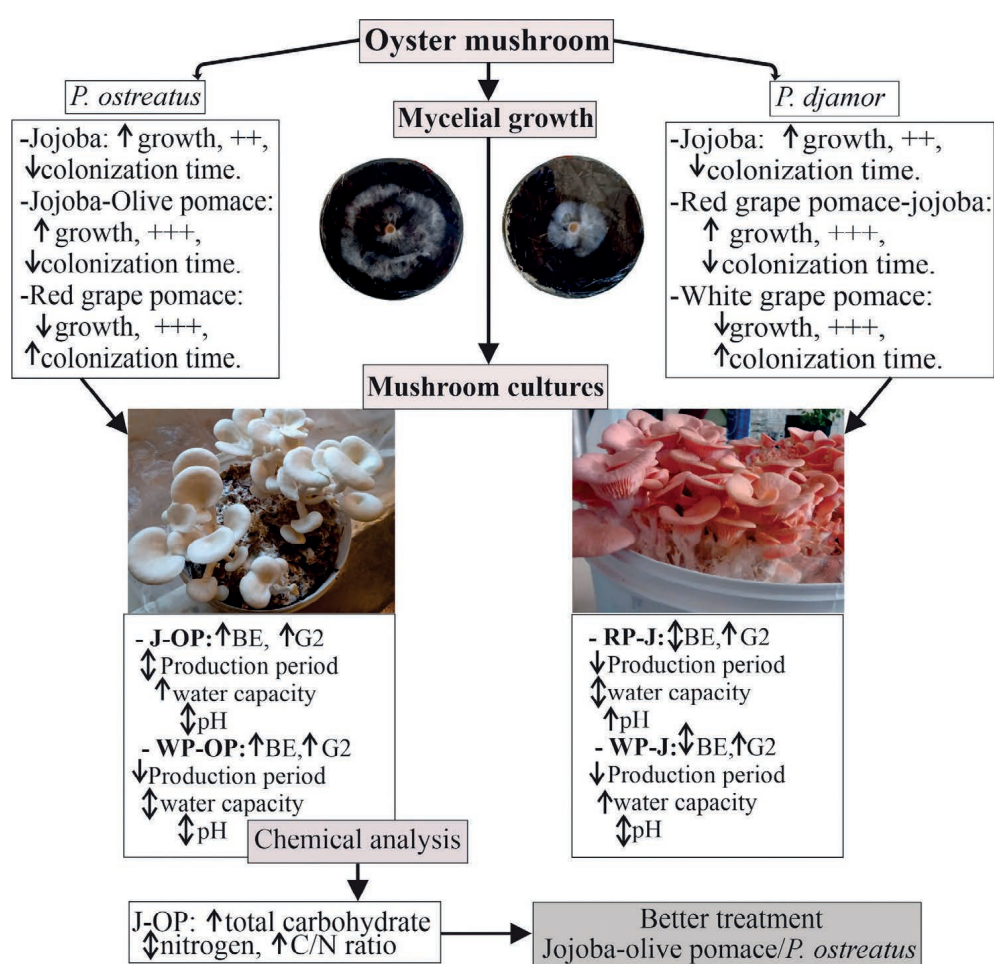 Oyster mushroom
P. ostreatus
-Jojoba: ↑ growth, ++,
↓colonization time.
-Jojoba-Olive pomace:
↑ growth, +++,
↓colonization time.
-Red grape pomace:
↓growth, +++,
↑colonization time.
Mycelial growth
P. djamor
-Jojoba: ↑ growth, ++,
↓colonization time.
-Red grape pomace-jojoba:
↑ growth, +++,
↓ colonization time.
-White grape pomace:
↓growth, +++,
↑colonization time.
Mushroom cultures
- J-OP:↑BE, ↑G2
↕Production period
↑water capacity
↕pH
- WP-OP:↑BE,↑G2
↓Production period
↕water capacity
↕pH
- RP-J:↕BE,↑G2
↓Production period
↕water capacity
↑pH
- WP-J:↕BE,↑G2
↓Production period
↑water capacity
↕pH
Chemical analysis
J-OP: ↑total carbohydrate
↕nitrogen, ↑C/N ratio
Better treatment
Jojoba-olive pomace/P. ostreatus